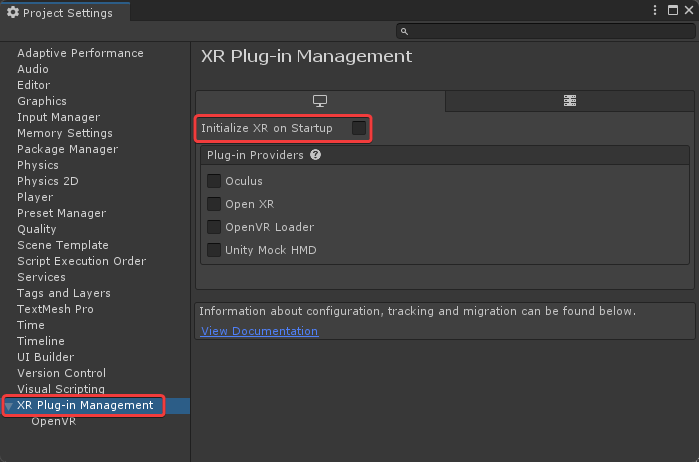 Project Settings
Adaptive Performance
Audio
Editor
Graphics
Input Manager
Memory Settings
Package Manager
Physics
Physics 2D
Player
Preset Manager
Quality
Scene Template
Script Execution Order
Services
Tags and Layers
TextMesh Pro
Time
Timeline
UI Builder
Version Control
Visual Scripting
XR Plug-in Management
OpenVR
XR Plug-in Management
Initialize XR on Startup
Plug-in Providers
Oculus
Open XR
OpenVR Loader
Unity Mock HMD
Information about configuration, tracking and migration can be found below.
View Documentation